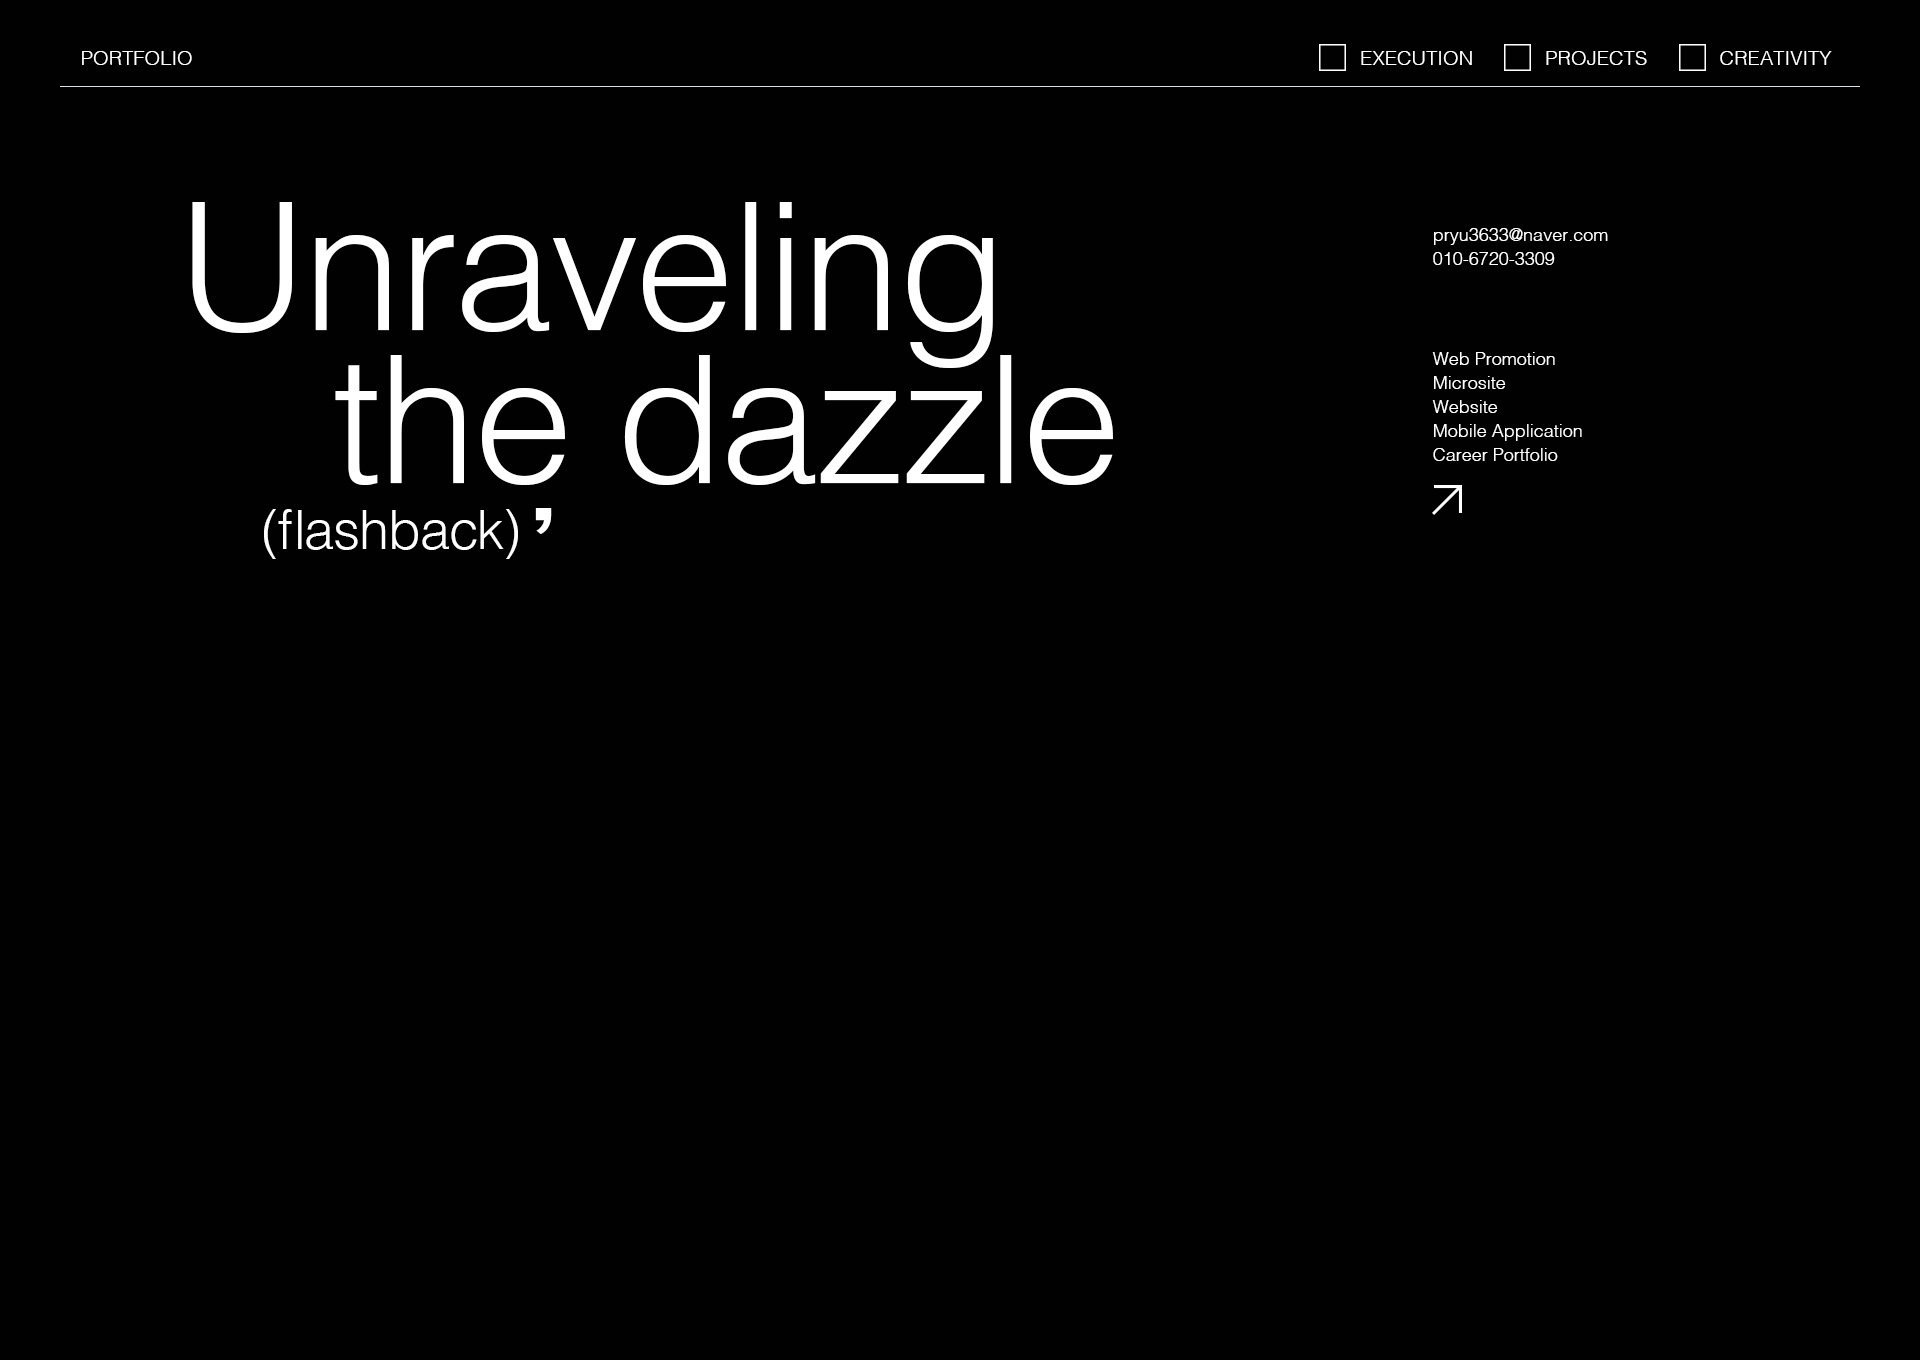 PORTFOLIO
EXECUTION
PROJECTS
CREATIVITY
Unraveling
the dazzle
(flashback) ❜
pryu3633@naver.com
010-6720-3309
Web Promotion
Microsite
Website
Mobile Application
Career Portfolio